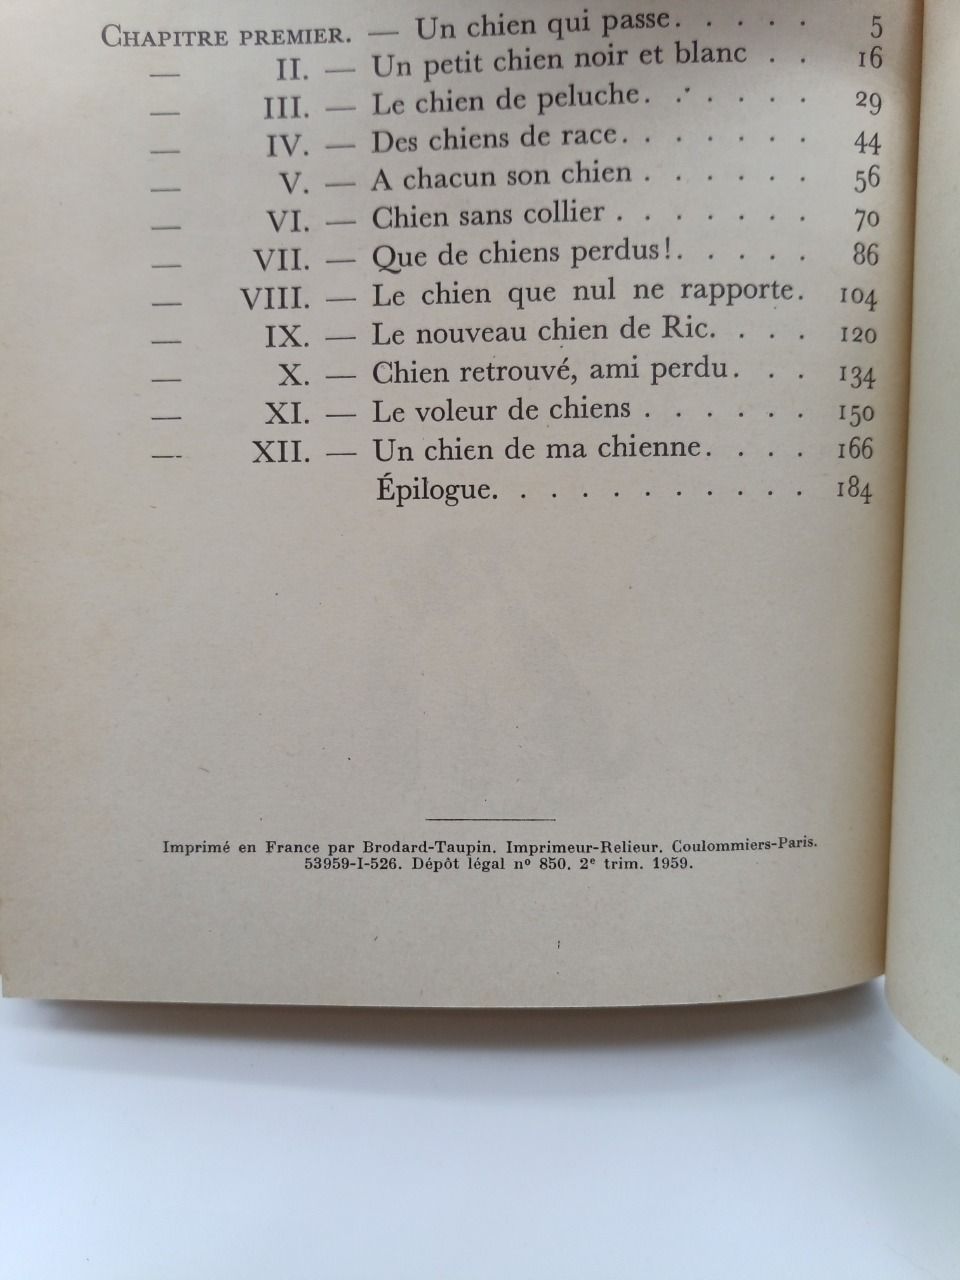 CHAPITRE PREMIER. — Un chien qui passe. . . . . 5
— II. — Un petit chien noir et blanc . . 16
— III. — Le chien de peluche. . . . . . 29
— IV. — Des chiens de race. . . . . . . 44
— V. — A chacun son chien . . . . . . 56
— VI. — Chien sans collier . . . . . . . 70
— VII. — Que de chiens perdus!. . . . . 86
— VIII. — Le chien que nul ne rapporte. 104
— IX. — Le nouveau chien de Ric. . . . 120
— X. — Chien retrouvé, ami perdu. . . 134
— XI. — Le voleur de chiens . . . . . . 150
— XII. — Un chien de ma chienne. . . . 166
Épilogue. . . . . . . . . . . 184
Imprimé en France par Brodard-Taupin. Imprimeur-Relieur. Coulommiers-Paris.
53959-I-526. Dépôt légal nº 850. 2e trim. 1959.